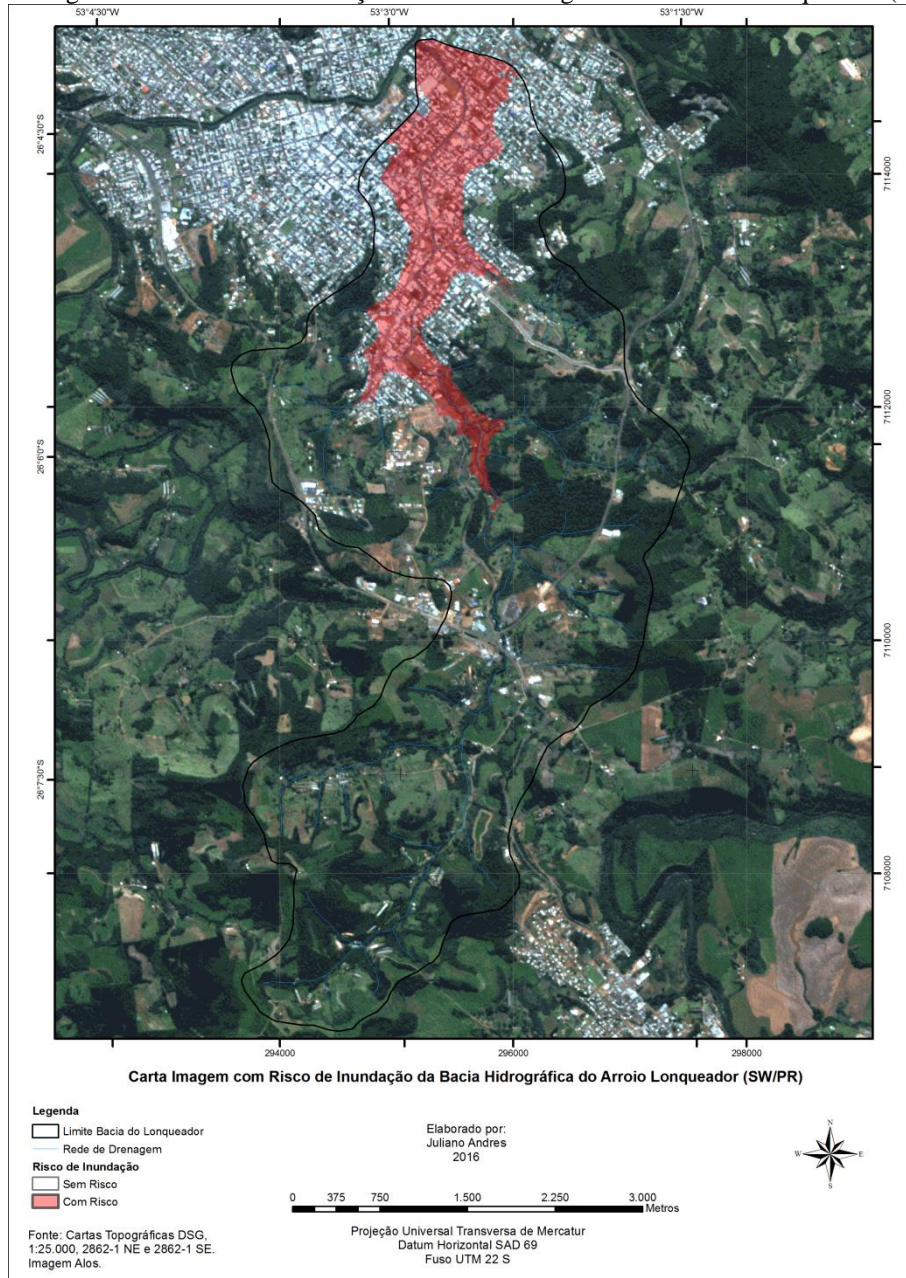 53°4'30"W 53°3'0"W 53°1'30"W
26°4'30"S
7114000
7112000
26°6'0"S
7110000
26°7'30"S
7108000
294000 296000 298000
Carta Imagem com Risco de Inundação da Bacia Hidrográfica do Arroio Lonqueador (SW/PR)
Legenda
Limite Bacia do Lonqueador
Rede de Drenagem
Risco de Inundação
Sem Risco
Com Risco
Fonte: Cartas Topográficas DSG,
1:25.000, 2862-1 NE e 2862-1 SE.
Imagem Alos.
Elaborado por:
Juliano Andres
2016
0 375 750 1.500 2.250 3.000
Metros
Projeção Universal Transversa de Mercatur
Datum Horizontal SAD 69
Fuso UTM 22 S
N
W E
S